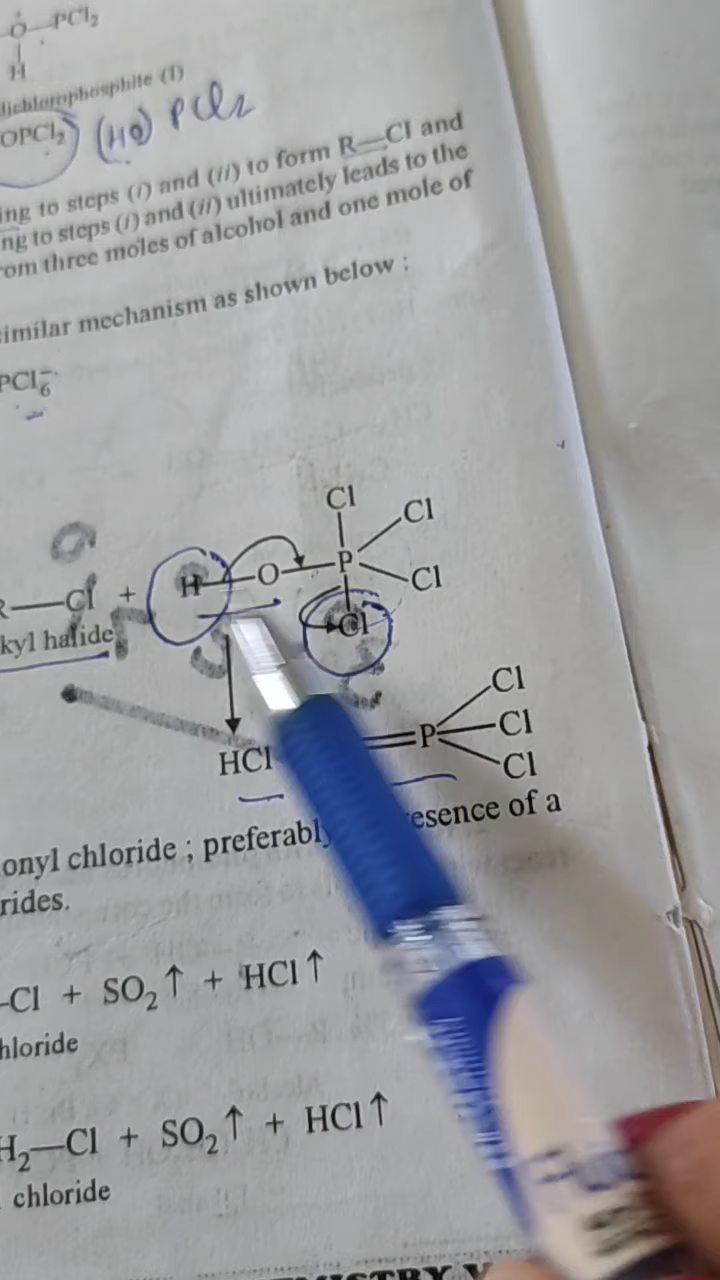 O—PCl2
H
dichlorophosphite (I)
OPCl2) (HO) PCl2
ing to steps (i) and (ii) to form R—Cl and
ng to steps (i) and (ii) ultimately leads to the
om three moles of alcohol and one mole of
similar mechanism as shown below :
PCl6−
Cl
Cl
R—Cl + H—O—P
Cl
kyl halide
Cl
Cl
HCl =P—Cl
Cl
onyl chloride ; preferably esence of a
rides.
-Cl + SO2↑ + HCl↑
hloride
H2—Cl + SO2↑ + HCl↑
chloride